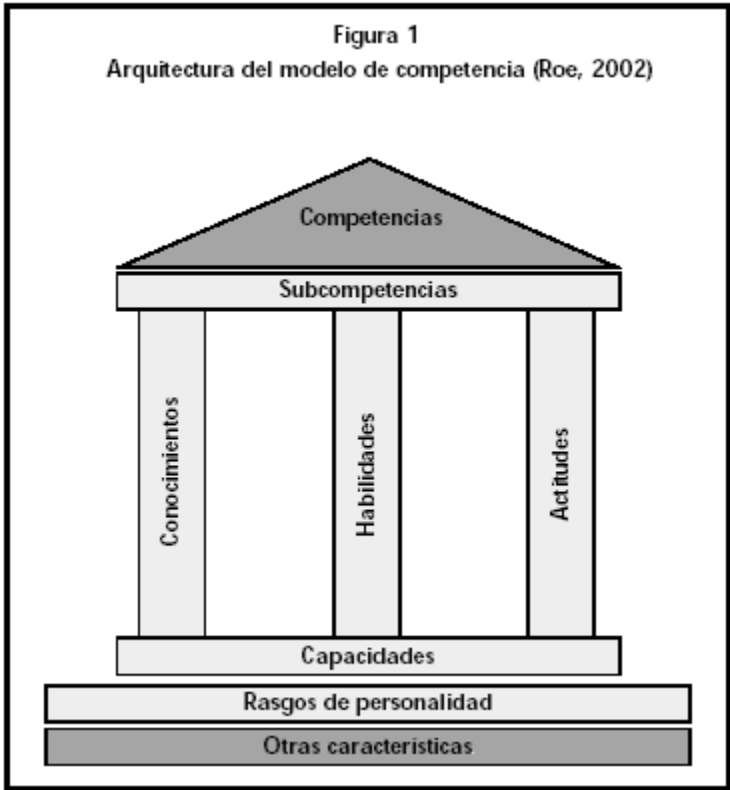 Figura 1
Arquitectura del modelo de competencia (Roe, 2002)
Competencias
Subcompetencias
Conocimientos
Habilidades
Actitudes
Capacidades
Rasgos de personalidad
Otras características